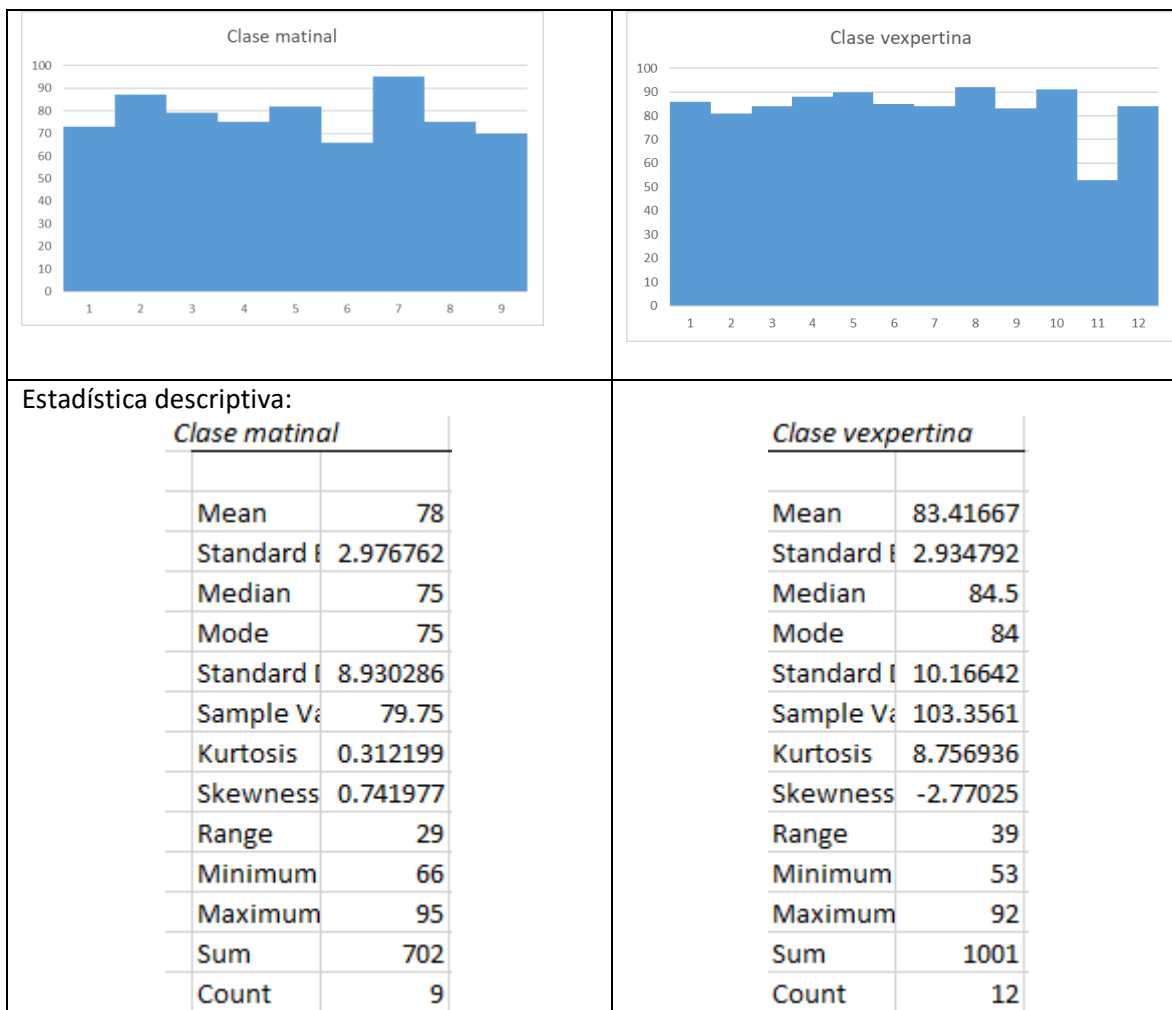 Clase matinal
100
90
80
70
60
50
40
30
20
10
0
1 2 3 4 5 6 7 8 9
Clase vexpertina
100
90
80
70
60
50
40
30
20
10
0
1 2 3 4 5 6 7 8 9 10 11 12
Estadística descriptiva:
Clase matinal
Mean 78
Standard E 2.976762
Median 75
Mode 75
Standard D 8.930286
Sample Va 79.75
Kurtosis 0.312199
Skewness 0.741977
Range 29
Minimum 66
Maximum 95
Sum 702
Count 9
Clase vexpertina
Mean 83.41667
Standard E 2.934792
Median 84.5
Mode 84
Standard D 10.16642
Sample Va 103.3561
Kurtosis 8.756936
Skewness -2.77025
Range 39
Minimum 53
Maximum 92
Sum 1001
Count 12